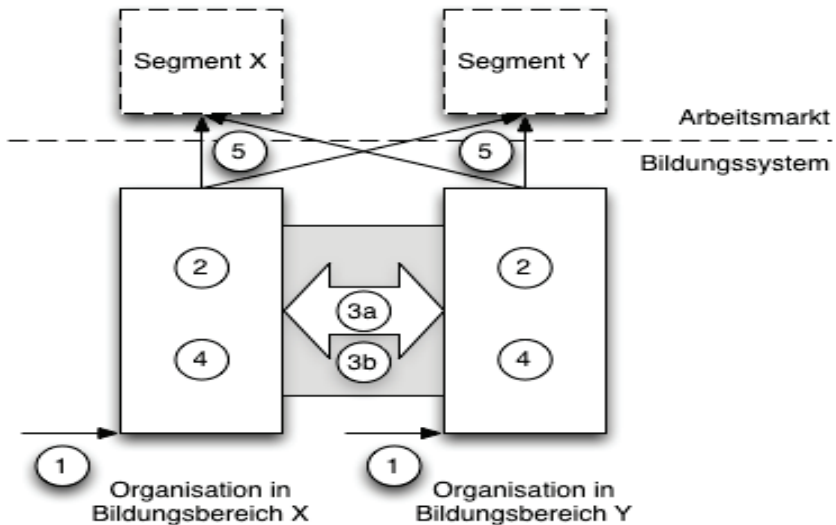 Segment X
Segment Y
Arbeitsmarkt
5
5
Bildungssystem
2
2
3a
4
3b
4
1
1
Organisation in
Bildungsbereich X
Organisation in
Bildungsbereich Y